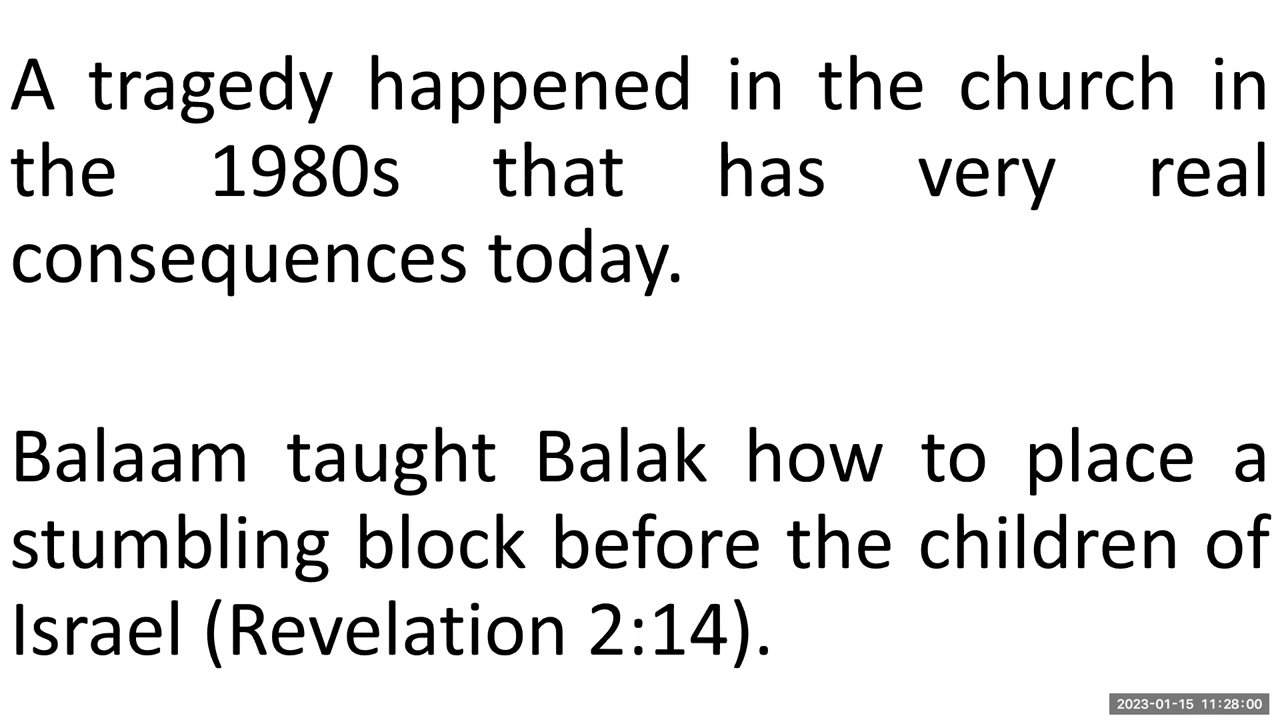 A tragedy happened in the church in
the 1980s that has very real
consequences today.
Balaam taught Balak how to place a
stumbling block before the children of
Israel (Revelation 2:14).
2023-01-15 11:28:00